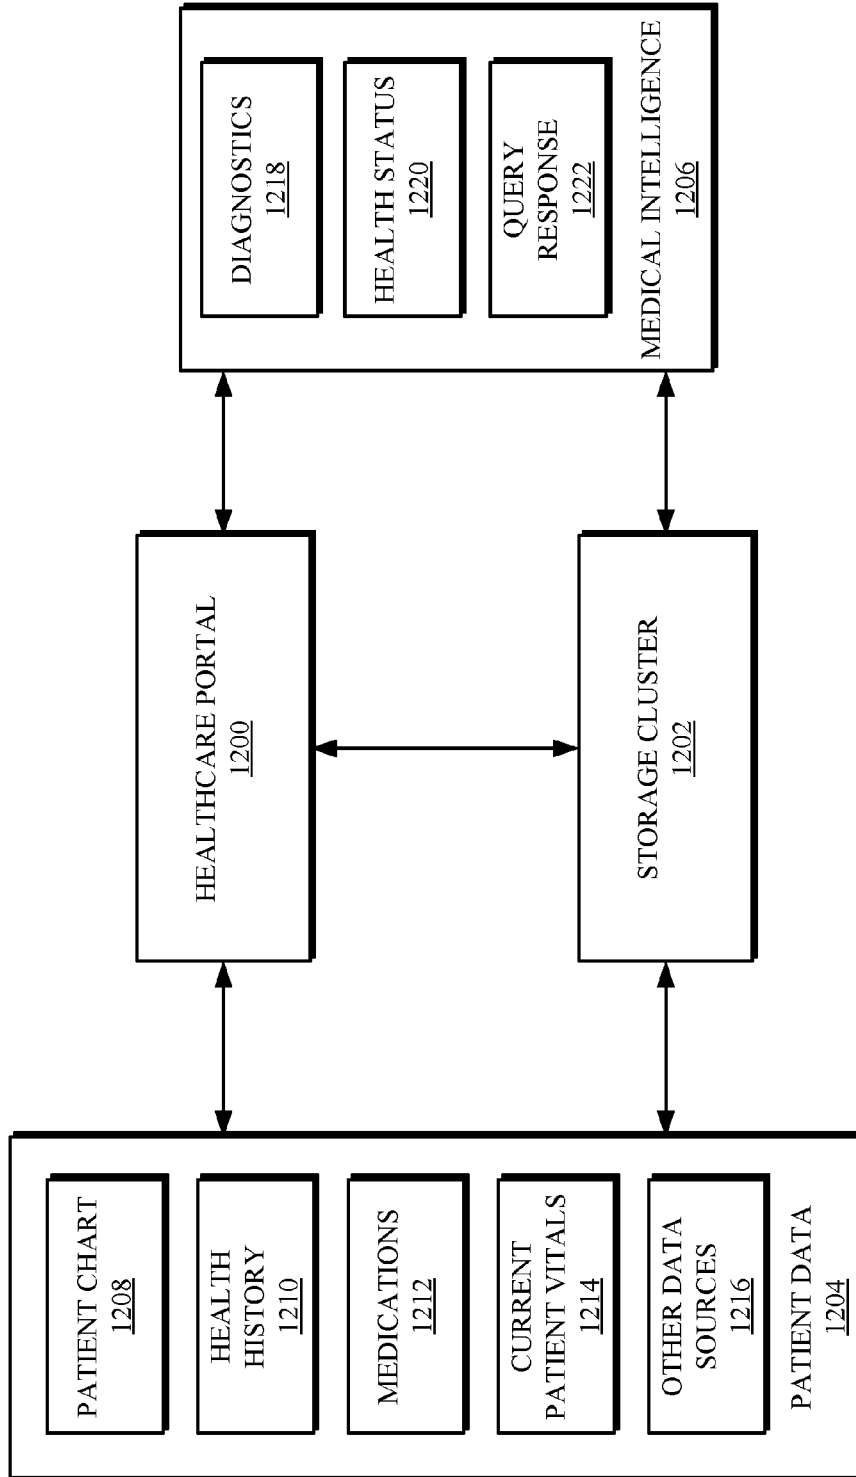 PATIENT CHART
1208
HEALTH
HISTORY
1210
MEDICATIONS
1212
CURRENT
PATIENT VITALS
1214
OTHER DATA
SOURCES
1216
PATIENT DATA
1204
HEALTHCARE PORTAL
1200
STORAGE CLUSTER
1202
DIAGNOSTICS
1218
HEALTH STATUS
1220
QUERY
RESPONSE
1222
MEDICAL INTELLIGENCE
1206